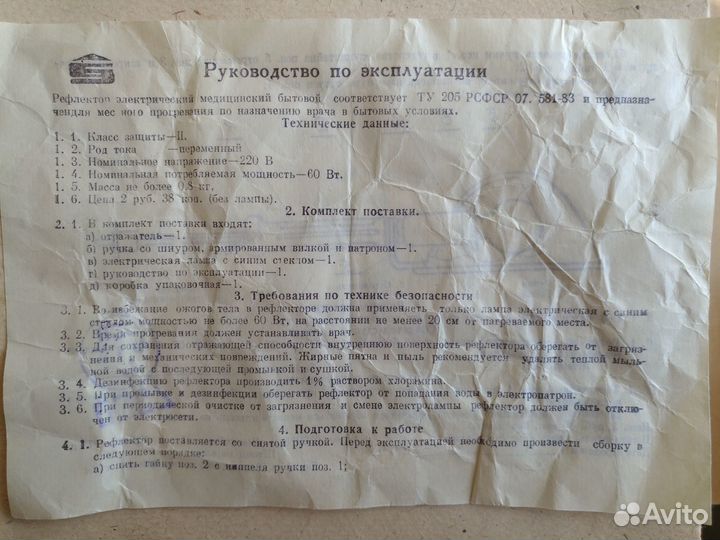 Руководство по эксплуатации
Рефлектор электрический медицинский бытовой соответствует ТУ 205 РСФСР 07. 581-83 и предназна-
чендля мес ного прогревания по назначению врача в бытовых условиях.
Технические данные:
1. 1. Класс защиты—II.
1. 2. Род тока —переменный
1. 3. Номинальное напряжение—220 В
1. 4. Номинальная потребляемая мощность—60 Вт.
1. 5. Масса не более 0,8 кг.
1. 6. Цена 2 руб. 38 коп. (без лампы).
2. Комплект поставки.
2. 1. В комплект поставки входят:
а) отражатель—1.
б) ручка со шнуром, армированным вилкой и патроном—1.
в) электрическая лампа с синим стеклом—1.
г) руководство по эксплуатации—1.
д) коробка упаковочная—1.
3. Требования по технике безопасности
3. 1. Во избежание ожогов тела в рефлекторе должна применять только лампа электрическая с синим
стеклом мощностью не более 60 Вт, на расстоянии не менее 20 см от нагреваемого места.
3. 2. Время прогревания должен устанавливать врач.
3. 3. Для сохранения отражающей способности внутреннюю поверхность рефлектора оберегать от загряз-
нения и механических повреждений. Жирные пятна и пыль рекомендуется удалять теплой мыль-
ной водой с последующей промывкой и сушкой.
3. 4. Дезинфекцию рефлектора производить 1% раствором хлорамина.
3. 5. При промывке и дезинфекции оберегать рефлектор от попадания воды в электропатрон.
3. 6. При периодической очистке от загрязнения и смене электролампы рефлектор должен быть отклю-
чен от электросети.
4. Подготовка к работе
4. 1. Рефлектор поставляется со снятой ручкой. Перед эксплуатацией необходимо произвести сборку в
следующем порядке:
а) снять гайку поз. 2 с ниппеля ручки поз. 1;
Avito